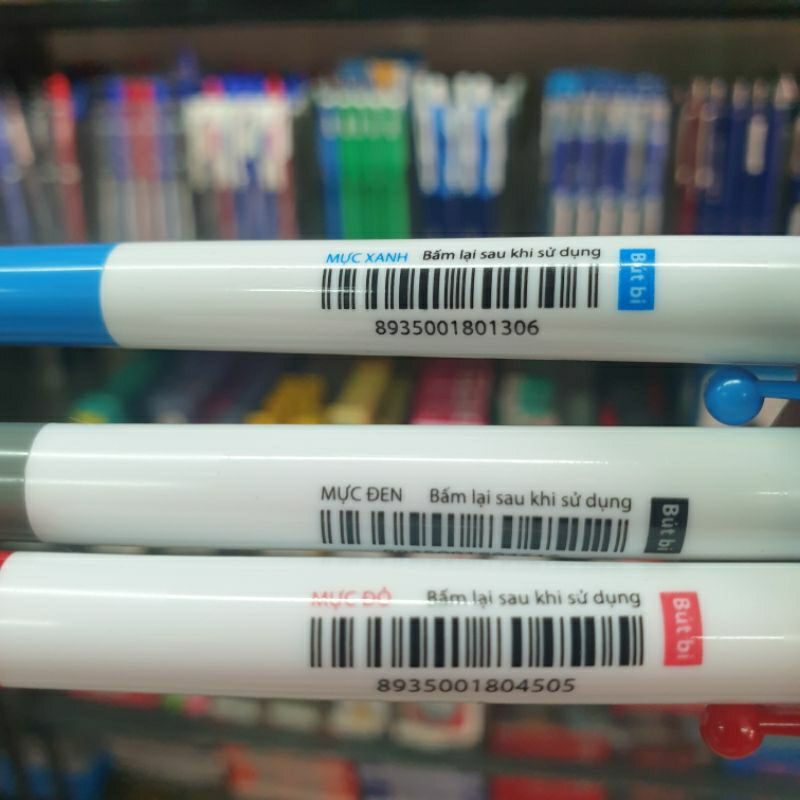 MỰC XANH Bấm lại sau khi sử dụng
Bút bi
8935001801306
MỰC ĐEN Bấm lại sau khi sử dụng
Bút bi
MỰC ĐỎ Bấm lại sau khi sử dụng
Bút bi
8935001804505